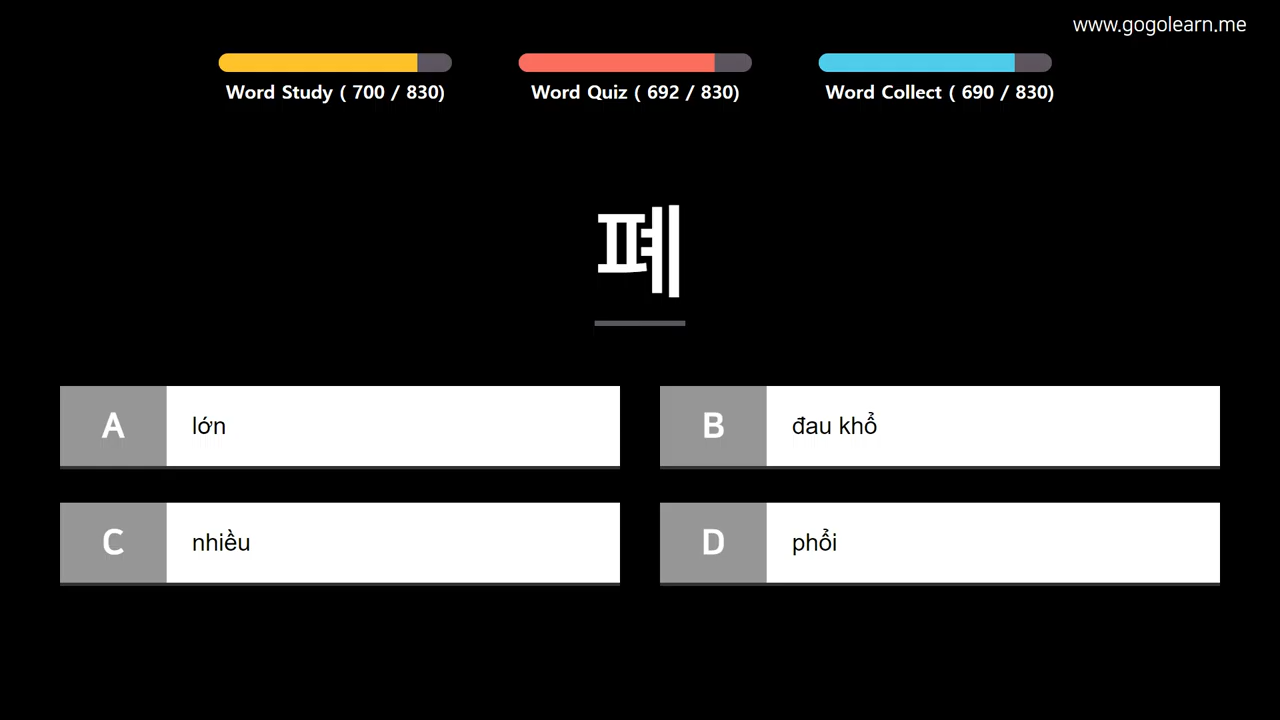 www.gogolearn.me
Word Study ( 700 / 830)
Word Quiz ( 692 / 830)
Word Collect ( 690 / 830)
폐
A lớn
B đau khổ
C nhiều
D phổi